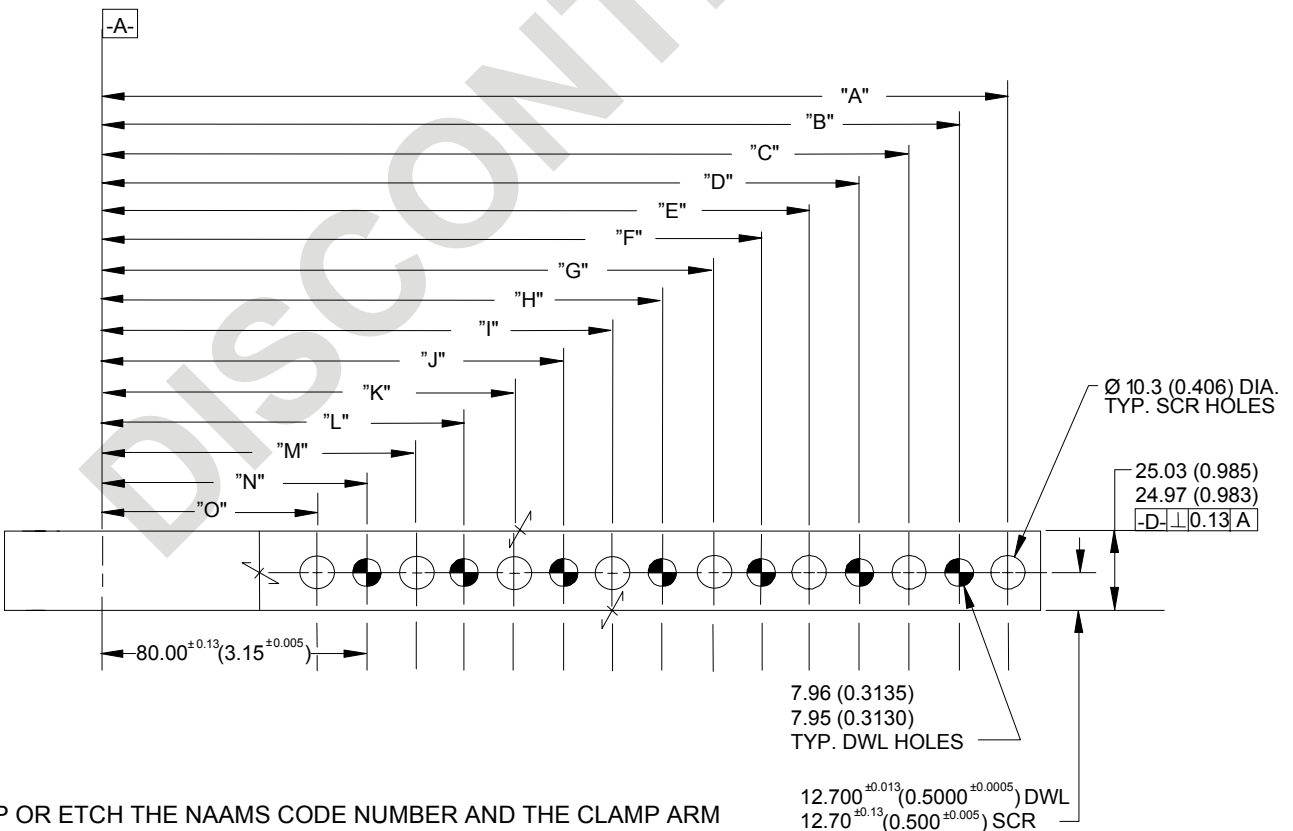 -A-
"A"
"B"
"C"
"D"
"E"
"F"
"G"
"H"
"I"
"J"
"K"
"L"
"M"
"N"
"O"
Ø 10.3 (0.406) DIA.
TYP. SCR HOLES
25.03 (0.985)
24.97 (0.983)
-D- ⊥ 0.13 A
80.00 ±0.13 (3.15 ±0.005)
7.96 (0.3135)
7.95 (0.3130)
TYP. DWL HOLES
12.700 ±0.013 (0.5000 ±0.0005) DWL
12.70 ±0.13 (0.500 ±0.005) SCR
P OR ETCH THE NAAMS CODE NUMBER AND THE CLAMP ARM
DISCONT